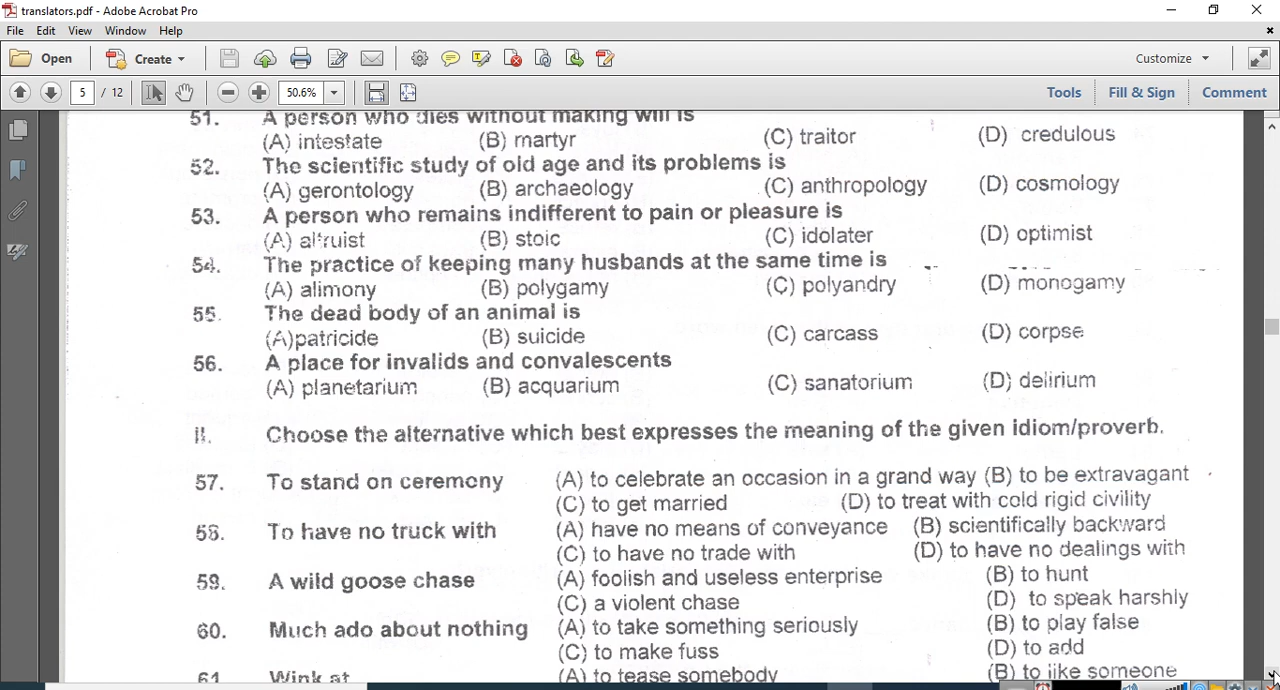 translators.pdf - Adobe Acrobat Pro
File Edit View Window Help
Open Create Customize
5 / 12 50.6% Tools Fill & Sign Comment
51. A person who dies without making will is
(A) intestate (B) martyr (C) traitor (D) credulous
52. The scientific study of old age and its problems is
(A) gerontology (B) archaeology (C) anthropology (D) cosmology
53. A person who remains indifferent to pain or pleasure is
(A) altruist (B) stoic (C) idolater (D) optimist
54. The practice of keeping many husbands at the same time is
(A) alimony (B) polygamy (C) polyandry (D) monogamy
55. The dead body of an animal is
(A)patricide (B) suicide (C) carcass (D) corpse
56. A place for invalids and convalescents
(A) planetarium (B) acquarium (C) sanatorium (D) delirium
II. Choose the alternative which best expresses the meaning of the given idiom/proverb.
57. To stand on ceremony (A) to celebrate an occasion in a grand way (B) to be extravagant
(C) to get married (D) to treat with cold rigid civility
58. To have no truck with (A) have no means of conveyance (B) scientifically backward
(C) to have no trade with (D) to have no dealings with
59. A wild goose chase (A) foolish and useless enterprise (B) to hunt
(C) a violent chase (D) to speak harshly
60. Much ado about nothing (A) to take something seriously (B) to play false
(C) to make fuss (D) to add
61. Wink at (A) to tease somebody (B) to like someone